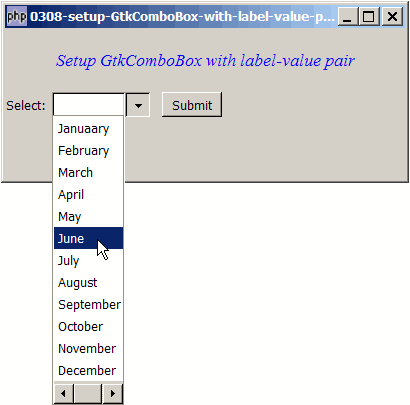 php 0308-setup-GtkComboBox-with-label-value-p...
Setup GtkComboBox with label-value pair
Select: Submit
Januaary
February
March
April
May
June
July
August
September
October
November
December